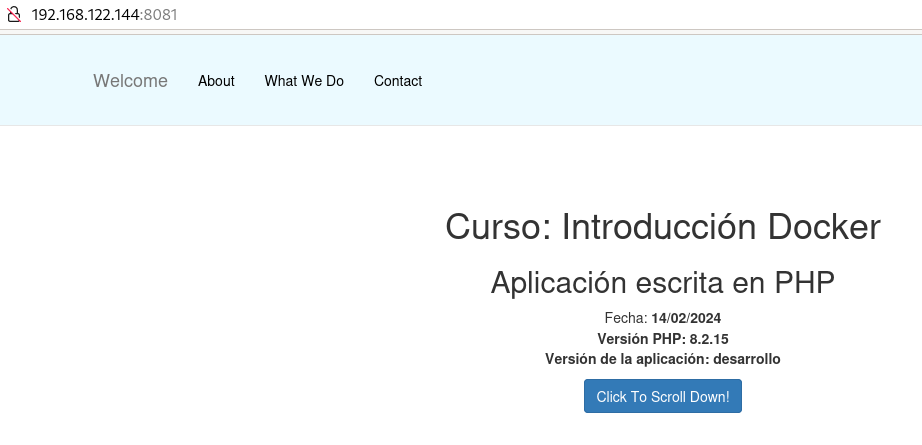 192.168.122.144:8081
Welcome About What We Do Contact
Curso: Introducción Docker
Aplicación escrita en PHP
Fecha: 14/02/2024
Versión PHP: 8.2.15
Versión de la aplicación: desarrollo
Click To Scroll Down!